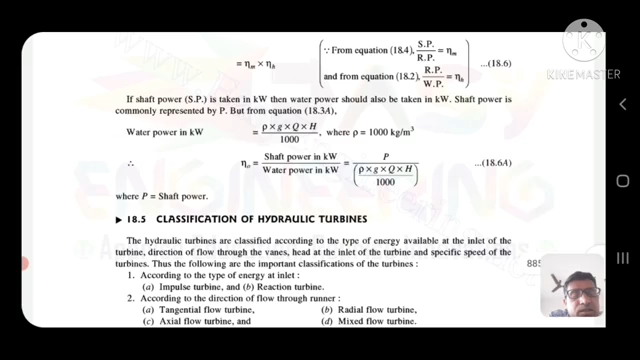 = ηm × ηh
( ∵ From equation (18.4), S.P./R.P. = ηm
and from equation (18.2), R.P./W.P. = ηh ) ...(18.6)
If shaft power (S.P.) is taken in kW then water power should also be taken in kW. Shaft power is
commonly represented by P. But from equation (18.3A),
Water power in kW = ρ × g × Q × H / 1000, where ρ = 1000 kg/m³
∴ ηo = Shaft power in kW / Water power in kW = P / (ρ × g × Q × H / 1000) ...(18.6A)
where P = Shaft power.
▶ 18.5 CLASSIFICATION OF HYDRAULIC TURBINES
The hydraulic turbines are classified according to the type of energy available at the inlet of the
turbine, direction of flow through the vanes, head at the inlet of the turbine and specific speed of the
turbines. Thus the following are the important classifications of the turbines :
1. According to the type of energy at inlet :
(a) Impulse turbine, and (b) Reaction turbine.
2. According to the direction of flow through runner :
(a) Tangential flow turbine, (b) Radial flow turbine,
(c) Axial flow turbine, and (d) Mixed flow turbine.
885
KINEMASTER